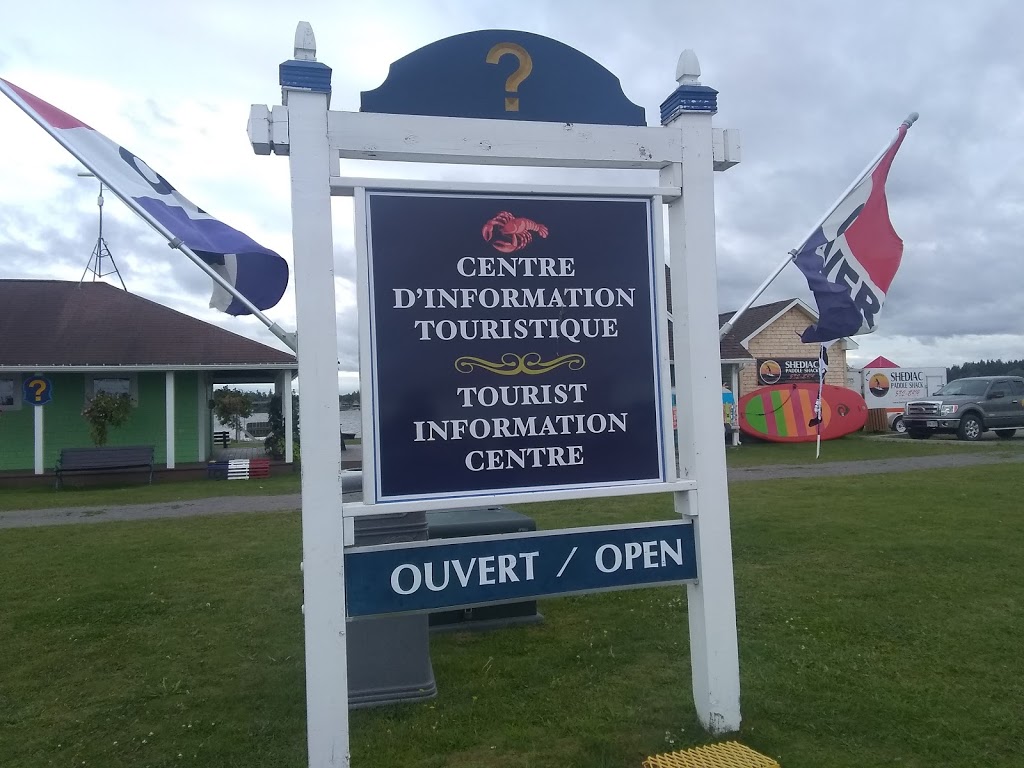 ?
CENTRE
D'INFORMATION
TOURISTIQUE
TOURIST
INFORMATION
CENTRE
OUVERT / OPEN
?
SHEDIAC
PADDLE SHACK
SHEDIAC
PADDLE SHACK